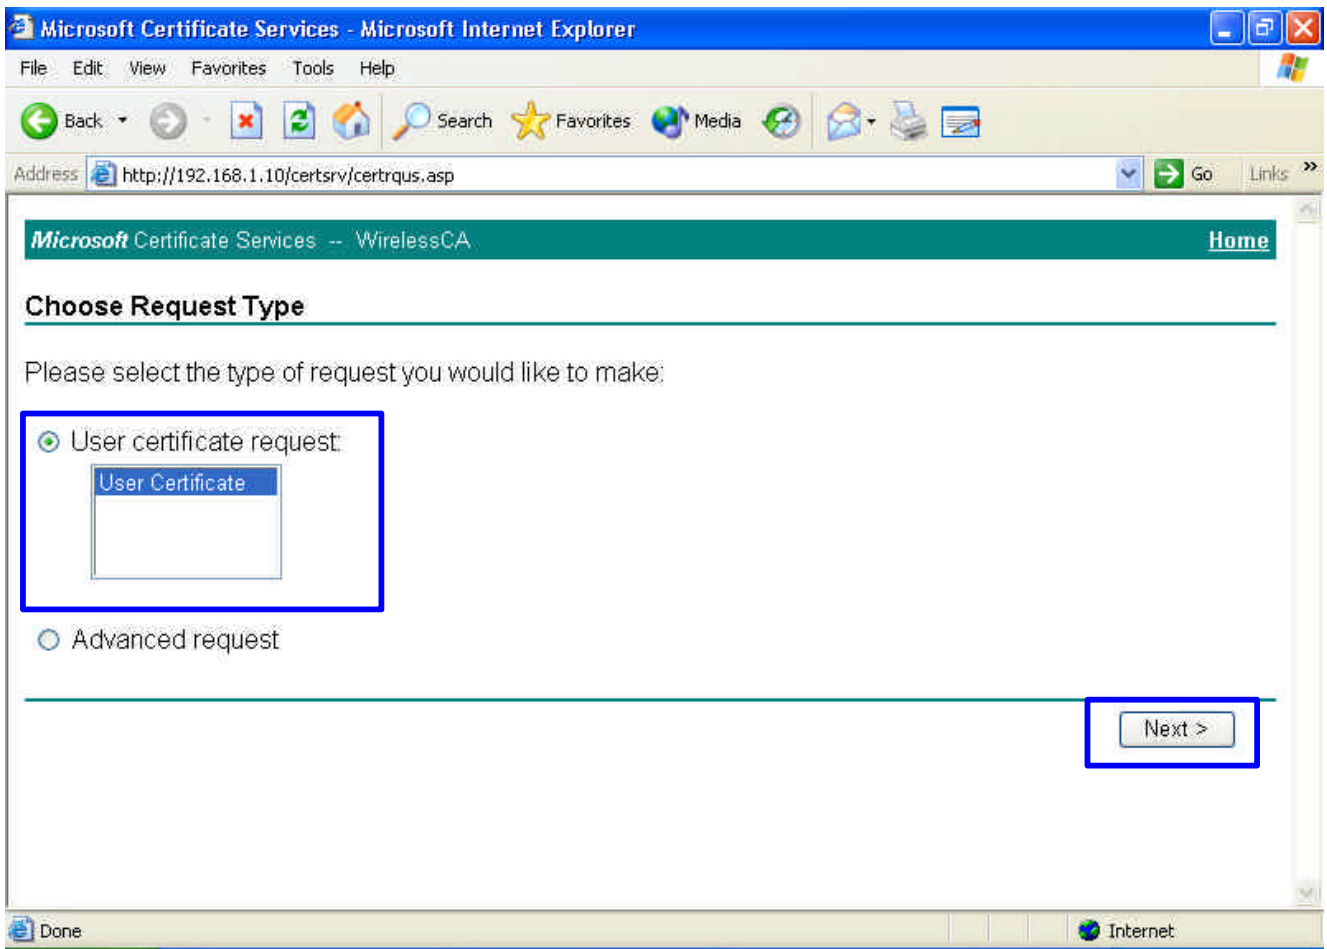 Microsoft Certificate Services - Microsoft Internet Explorer
File Edit View Favorites Tools Help
Back Search Favorites Media
Address http://192.168.1.10/certsrv/certrqus.asp Go Links »
Microsoft Certificate Services -- WirelessCA Home
Choose Request Type
Please select the type of request you would like to make:
User certificate request:
User Certificate
Advanced request
Next >
Done Internet